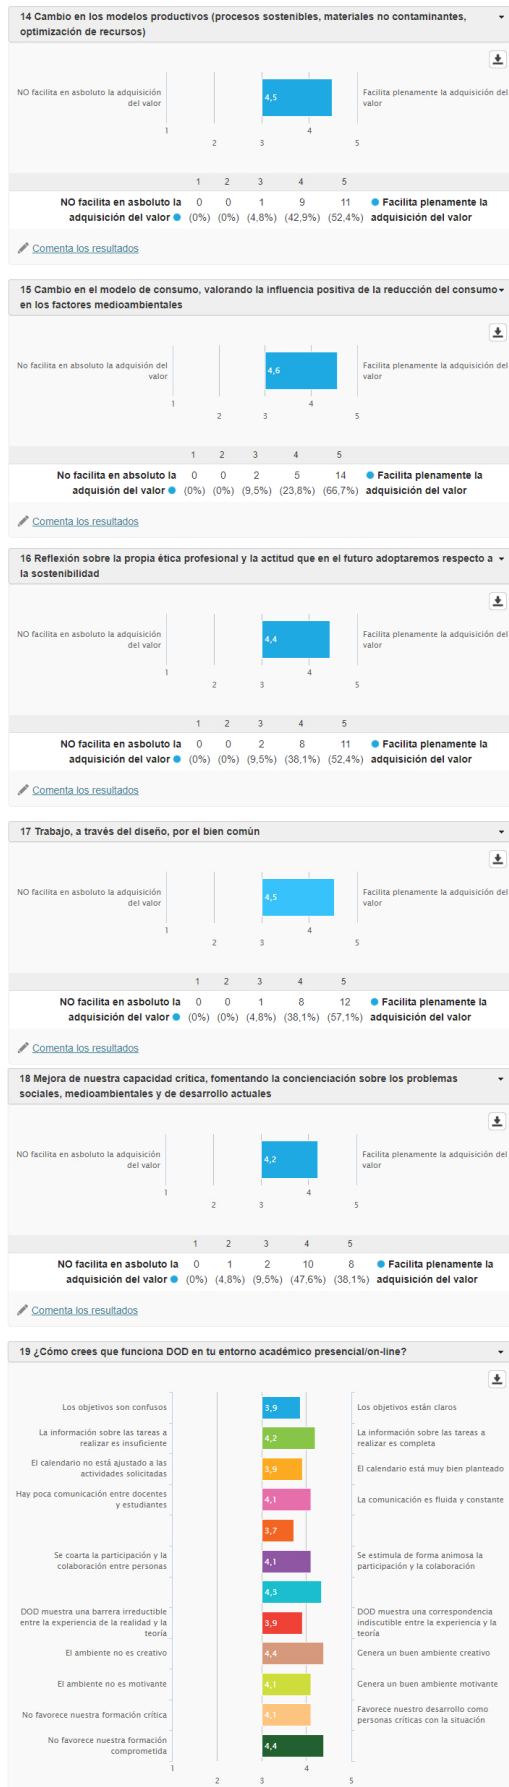 14 Cambio en los modelos productivos (procesos sostenibles, materiales no contaminantes,
optimización de recursos)
NO facilita en asboluto la adquisición
del valor
4,5
Facilita plenamente la adquisición del
valor
1
4
2
3
5
1 2 3 4 5
NO facilita en asboluto la 0 0 1 9 11 Facilita plenamente la
adquisición del valor (0%) (0%) (4,8%) (42,9%) (52,4%) adquisición del valor
Comenta los resultados
15 Cambio en el modelo de consumo, valorando la influencia positiva de la reducción del consumo
en los factores medioambientales
No facilita en absoluto la adquisión del
valor
4,6
Facilita plenamente la adquisición del
valor
1
4
2
3
5
1 2 3 4 5
No facilita en absoluto la 0 0 2 5 14 Facilita plenamente la
adquisión del valor (0%) (0%) (9,5%) (23,8%) (66,7%) adquisición del valor
Comenta los resultados
16 Reflexión sobre la propia ética profesional y la actitud que en el futuro adoptaremos respecto a
la sostenibilidad
NO facilita en asboluto la adquisición
del valor
4,4
Facilita plenamente la adquisición del
valor
1
4
2
3
5
1 2 3 4 5
NO facilita en asboluto la 0 0 2 8 11 Facilita plenamente la
adquisición del valor (0%) (0%) (9,5%) (38,1%) (52,4%) adquisición del valor
Comenta los resultados
17 Trabajo, a través del diseño, por el bien común
NO facilita en asboluto la adquisición
del valor
4,5
Facilita plenamente la adquisición del
valor
1
4
2
3
5
1 2 3 4 5
NO facilita en asboluto la 0 0 1 8 12 Facilita plenamente la
adquisición del valor (0%) (0%) (4,8%) (38,1%) (57,1%) adquisición del valor
Comenta los resultados
18 Mejora de nuestra capacidad crítica, fomentando la concienciación sobre los problemas
sociales, medioambientales y de desarrollo actuales
NO facilita en asboluto la adquisición
del valor
4,2
Facilita plenamente la adquisición del
valor
1
4
2
3
5
1 2 3 4 5
NO facilita en asboluto la 0 1 2 10 8 Facilita plenamente la
adquisición del valor (0%) (4,8%) (9,5%) (47,6%) (38,1%) adquisición del valor
Comenta los resultados
19 ¿Cómo crees que funciona DOD en tu entorno académico presencial/on-line?
Los objetivos son confusos 3,9 Los objetivos están claros
La información sobre las tareas a
realizar es insuficiente
4,2
La información sobre las tareas a
realizar es completa
El calendario no está ajustado a las
actividades solicitadas
3,9
El calendario está muy bien planteado
Hay poca comunicación entre docentes
y estudiantes
4,1
La comunicación es fluida y constante
3,7
Se coarta la participación y la
colaboración entre personas
4,1
Se estimula de forma animosa la
participación y la colaboración
4,3
DOD muestra una barrera irreductible
entre la experiencia de la realidad y la
teoría
3,9
DOD muestra una correspondencia
indiscutible entre la experiencia y la
teoría
El ambiente no es creativo 4,4 Genera un buen ambiente creativo
El ambiente no es motivante 4,1 Genera un buen ambiente motivante
No favorece nuestra formación crítica 4,1
Favorece nuestro desarrollo como
personas críticas con la situación
No favorece nuestra formación
comprometida
4,4
1
4
2
3
5